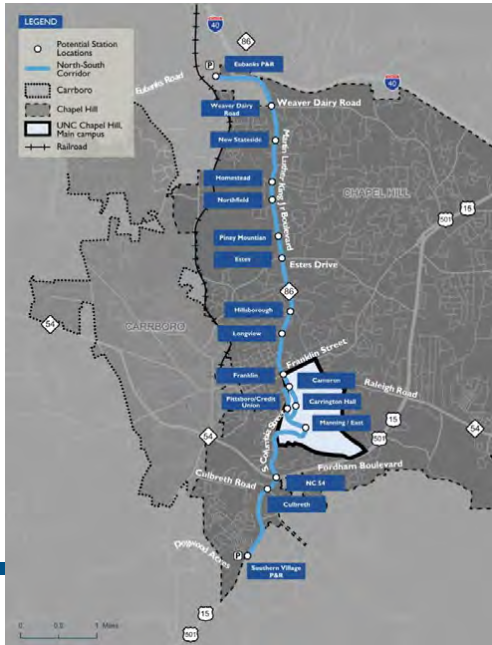 LEGEND
Potential Station
Locations
North-South
Corridor
Carrboro
Chapel Hill
UNC Chapel Hill,
Main campus
Railroad
40
86
P
Eubanks P&R
Eubanks Road
40
Weaver Dairy
Road
Weaver Dairy Road
New Stateside
Martin Luther King Jr Boulevard
Homestead
CHAPEL HILL
Northfield
15
501
Piney Mountian
Estes
Estes Drive
86
Hillsborough
54
CARRBORO
Longview
Franklin Street
Franklin
Cameron
Raleigh Road
Pittsboro/Credit
Union
Carrington Hall
15
54
Manning / East
501
54
S Columbia Street
Fordham Boulevard
Culbreth Road
NC 54
Culbreth
Dogwood Acres
P
Southern Village
P&R
15
501
0 0.5 1 Miles